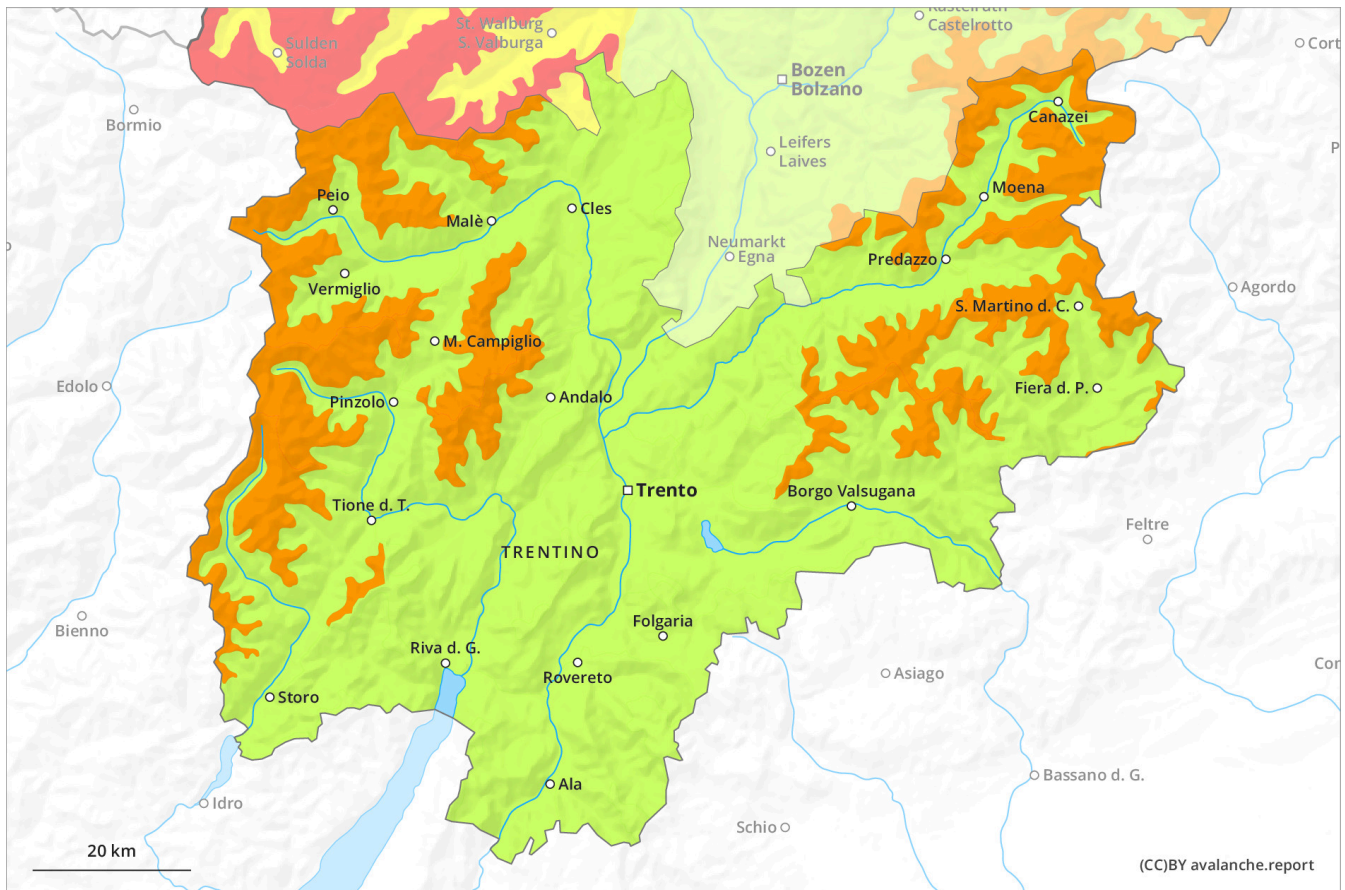 Kastelruth
Castelrotto
St. Walburg
S. Valburga
Sulden
Solda
Cort
Bozen
Bolzano
Bormio
Canazei
Leifers
Laives
P
Peio
Moena
Malè
Cles
Neumarkt
Egna
Predazzo
Vermiglio
Agordo
S. Martino d. C.
M. Campiglio
Edolo
Fiera d. P.
Pinzolo
Andalo
Trento
Borgo Valsugana
Tione d. T.
Feltre
TRENTINO
Bienno
Folgaria
Riva d. G.
Cor
Asiago
Rovereto
Storo
Bassano d. G.
Ala
Idro
Schio
20 km
(CC)BY avalanche.report